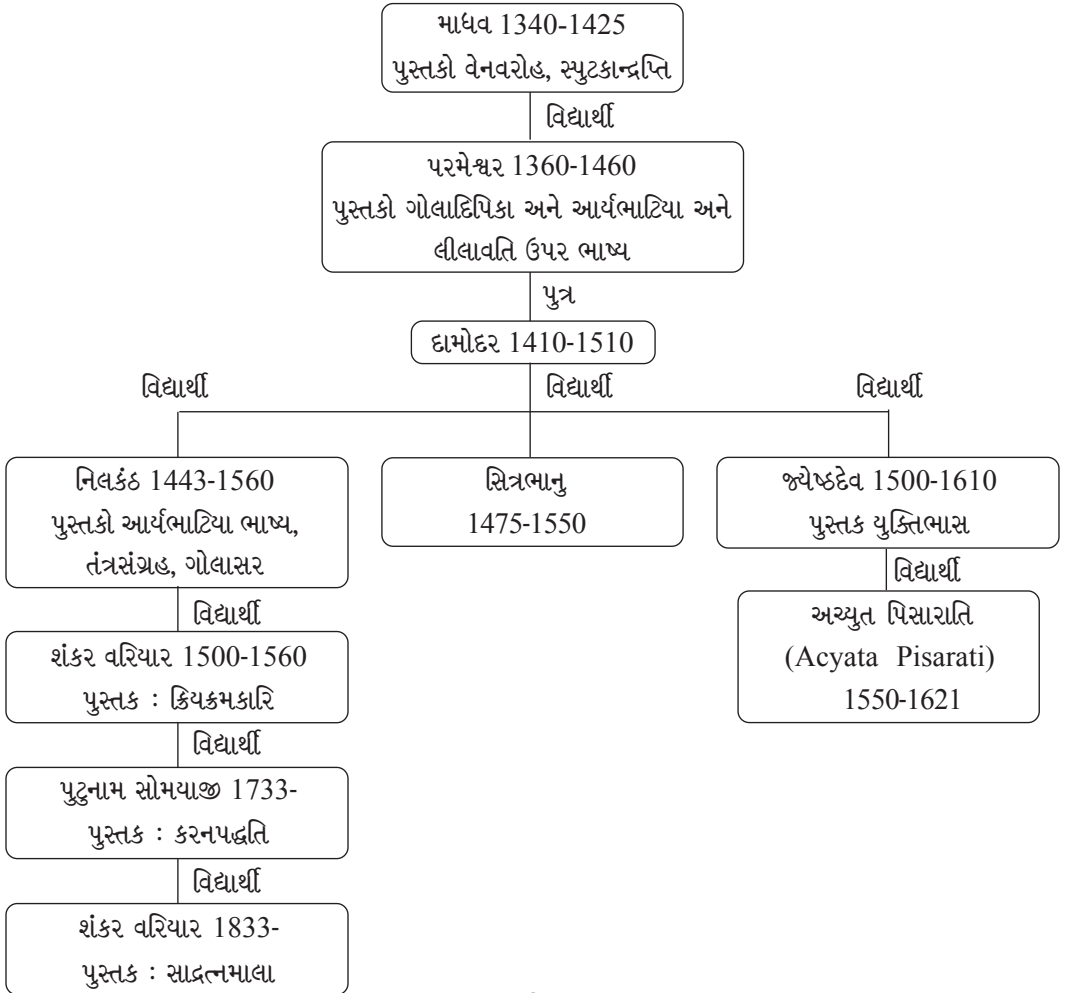 માધવ 1340-1425
પુસ્તકો વેનવરોહ, સ્પુટકાન્દ્રપ્તિ
વિદ્યાર્થી
પરમેશ્વર 1360-1460
પુસ્તકો ગોલાદિપિકા અને આર્યભાટિયા અને
લીલાવતિ ઉપર ભાષ્ય
પુત્ર
દામોદર 1410-1510
વિદ્યાર્થી વિદ્યાર્થી વિદ્યાર્થી
નિલકંઠ 1443-1560
પુસ્તકો આર્યભાટિયા ભાષ્ય,
તંત્રસંગ્રહ, ગોલાસર
સિત્રભાનુ
1475-1550
જ્યેષ્ઠદેવ 1500-1610
પુસ્તક યુક્તિભાસ
વિદ્યાર્થી
અચ્યુત પિસારાતિ
(Acyata Pisarati)
1550-1621
વિદ્યાર્થી
શંકર વરિયાર 1500-1560
પુસ્તક : ક્રિયક્રમકારિ
વિદ્યાર્થી
પુટુનામ સોમયાજી 1733-
પુસ્તક : કરનપદ્ધતિ
વિદ્યાર્થી
શંકર વરિયાર 1833-
પુસ્તક : સાદ્રત્નમાલા